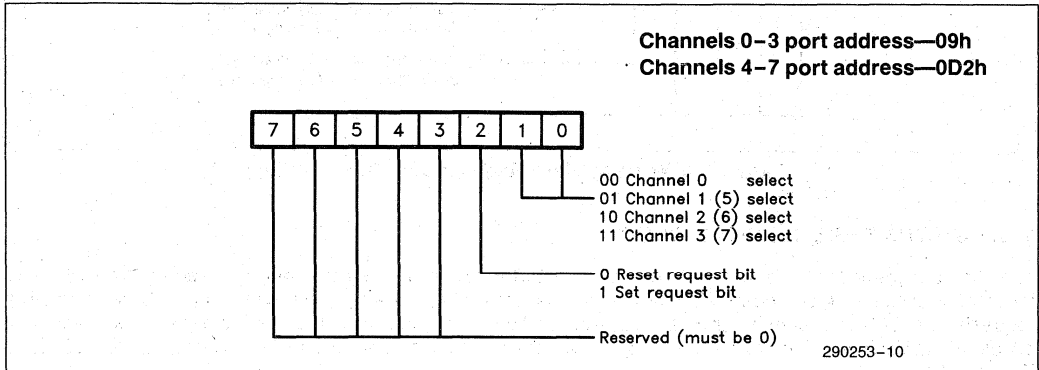 Channels 0–3 port address—09h
Channels 4–7 port address—0D2h
7 6 5 4 3 2 1 0
00 Channel 0 select
01 Channel 1 (5) select
10 Channel 2 (6) select
11 Channel 3 (7) select
0 Reset request bit
1 Set request bit
Reserved (must be 0)
290253–10